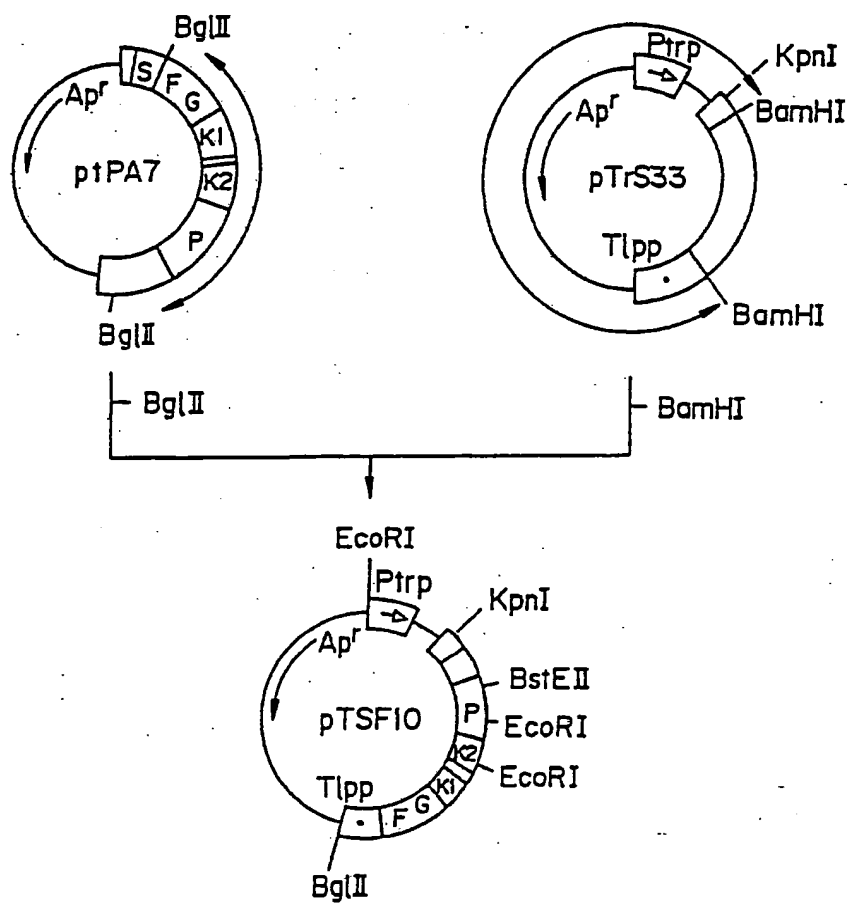 BglII
S
F
G
K1
K2
P
Apʳ
ptPA7
BglII
Ptrp
KpnI
BamHI
Apʳ
pTrS33
Tlpp
BamHI
BglII
BamHI
EcoRI
Ptrp
KpnI
Apʳ
BstEII
pTSF10
P
EcoRI
K2
EcoRI
K1
G
F
Tlpp
BglII